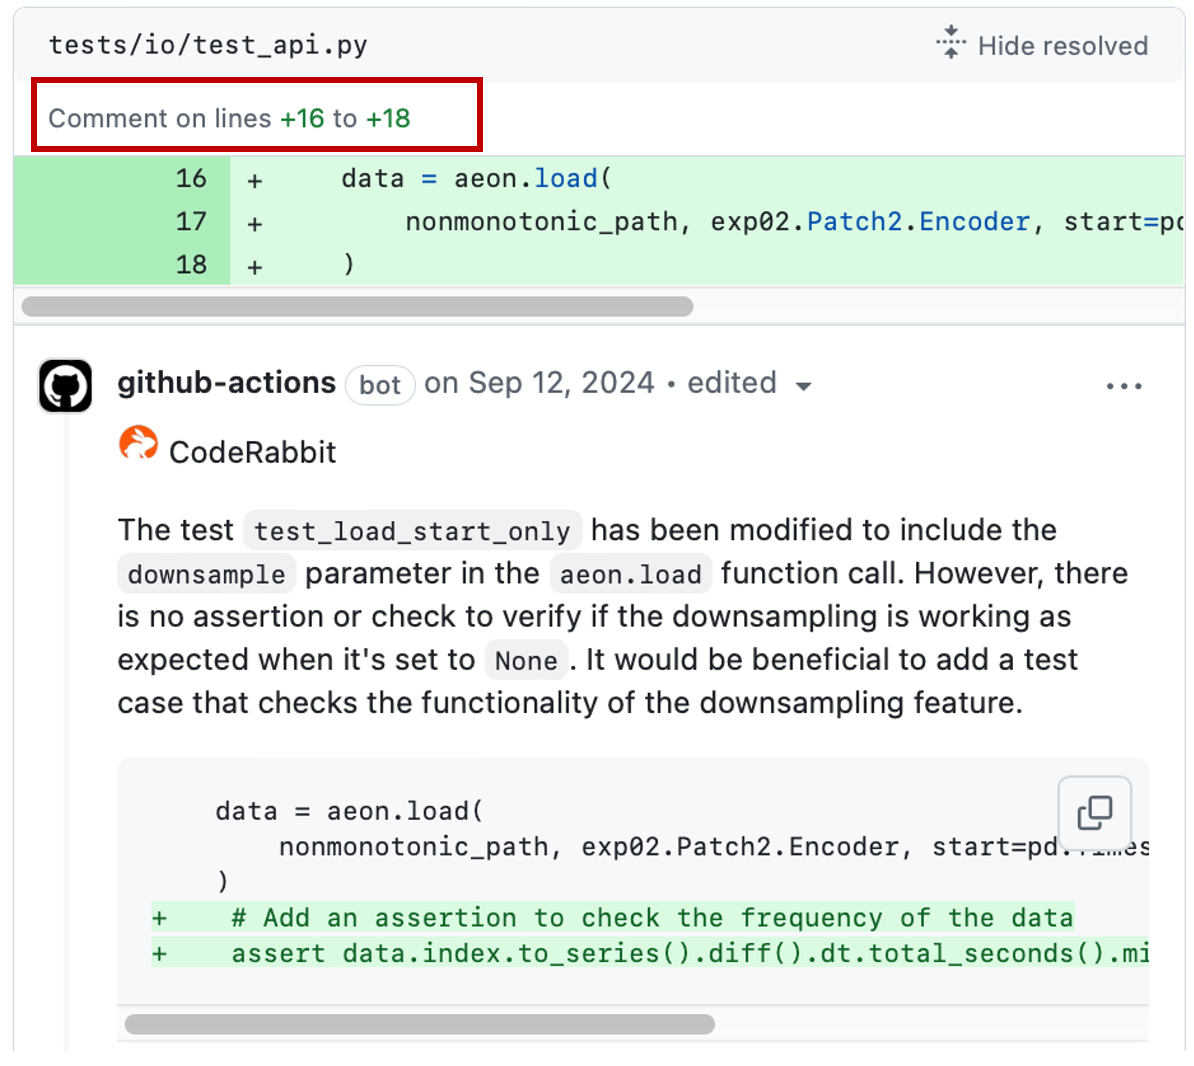 tests/io/test_api.py
Hide resolved
Comment on lines +16 to +18
16 + data = aeon.load(
17 + nonmonotonic_path, exp02.Patch2.Encoder, start=pd
18 + )
github-actions bot on Sep 12, 2024 • edited
CodeRabbit
The test test_load_start_only has been modified to include the
downsample parameter in the aeon.load function call. However, there
is no assertion or check to verify if the downsampling is working as
expected when it's set to None. It would be beneficial to add a test
case that checks the functionality of the downsampling feature.
data = aeon.load(
nonmonotonic_path, exp02.Patch2.Encoder, start=pd.Times
)
+ # Add an assertion to check the frequency of the data
+ assert data.index.to_series().diff().dt.total_seconds().mi